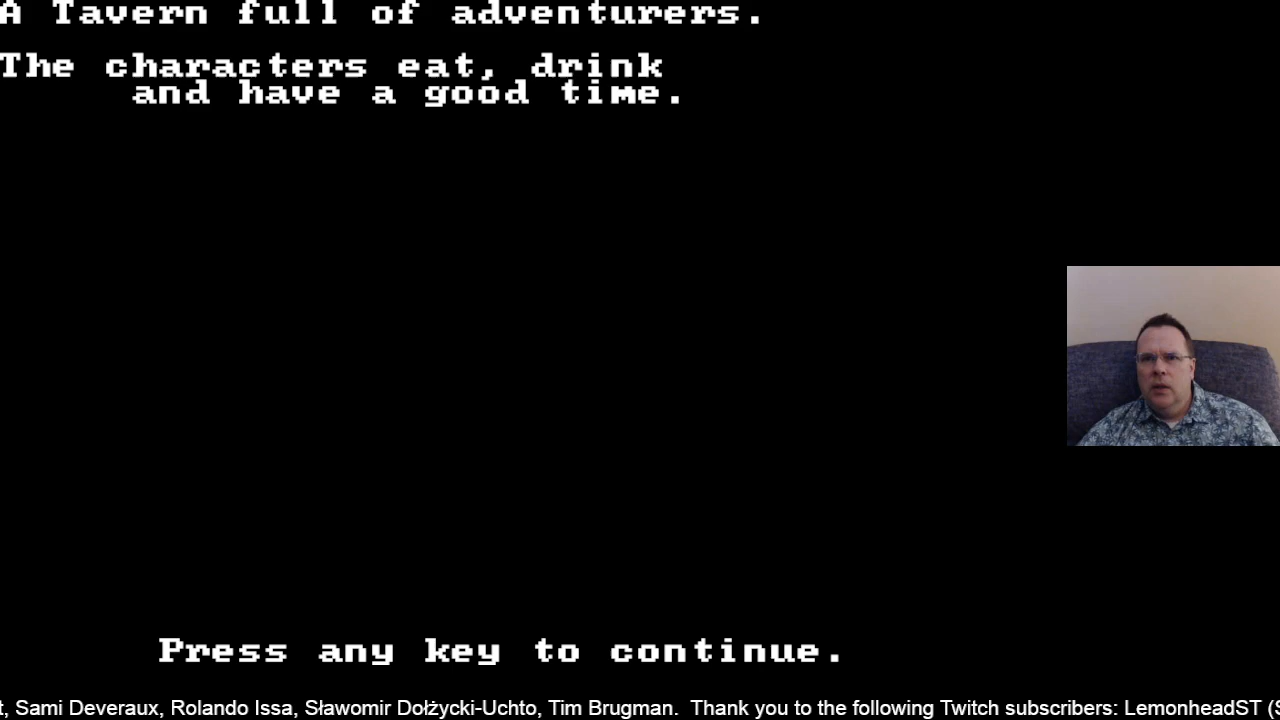 A Tavern full of adventurers.
The characters eat, drink
and have a good time.
Press any key to continue.
, Sami Deveraux, Rolando Issa, Sławomir Dołżycki-Uchto, Tim Brugman.  Thank you to the following Twitch subscribers: LemonheadST (